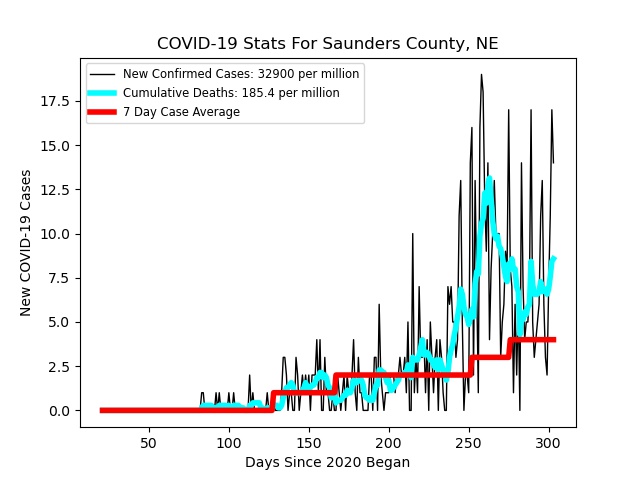 COVID-19 Stats For Saunders County, NE
New Confirmed Cases: 32900 per million
Cumulative Deaths: 185.4 per million
7 Day Case Average
17.5
15.0
12.5
10.0
7.5
5.0
2.5
0.0
New COVID-19 Cases
50 100 150 200 250 300
Days Since 2020 Began